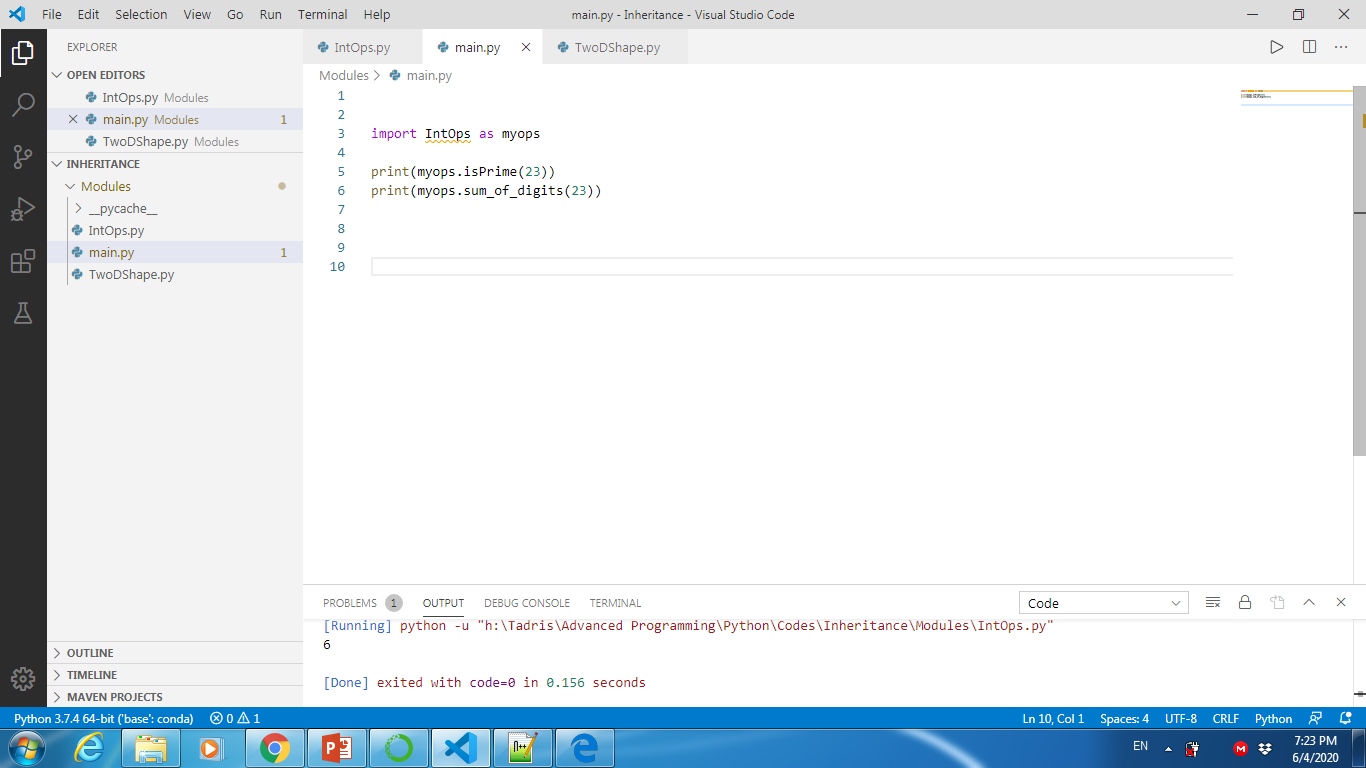 File Edit Selection View Go Run Terminal Help
main.py - Inheritance - Visual Studio Code
EXPLORER
OPEN EDITORS
IntOps.py Modules
main.py Modules 1
TwoDShape.py Modules
INHERITANCE
Modules
__pycache__
IntOps.py
main.py 1
TwoDShape.py
OUTLINE
TIMELINE
MAVEN PROJECTS
IntOps.py main.py TwoDShape.py
Modules > main.py
1
2
3 import IntOps as myops
4
5 print(myops.isPrime(23))
6 print(myops.sum_of_digits(23))
7
8
9
10
PROBLEMS 1 OUTPUT DEBUG CONSOLE TERMINAL
Code
[Running] python -u "h:\Tadris\Advanced Programming\Python\Codes\Inheritance\Modules\IntOps.py"
6
[Done] exited with code=0 in 0.156 seconds
Python 3.7.4 64-bit ('base': conda) 0 1
Ln 10, Col 1 Spaces: 4 UTF-8 CRLF Python
EN
7:23 PM
6/4/2020